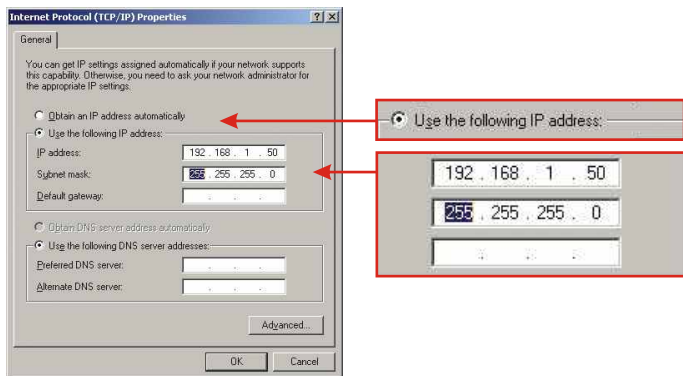 Internet Protocol (TCP/IP) Properties
General
You can get IP settings assigned automatically if your network supports
this capability. Otherwise, you need to ask your network administrator for
the appropriate IP settings.
Obtain an IP address automatically
Use the following IP address:
IP address: 192 . 168 . 1 . 50
Subnet mask: 255 . 255 . 255 . 0
Default gateway: . . .
Obtain DNS server address automatically
Use the following DNS server addresses:
Preferred DNS server: . . .
Alternate DNS server: . . .
Advanced...
OK Cancel
Use the following IP address:
192 . 168 . 1 . 50
255 . 255 . 255 . 0
. . .